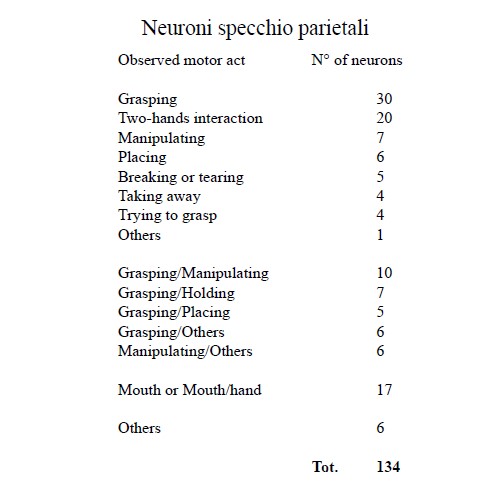 Neuroni specchio parietali
Observed motor act N° of neurons
Grasping 30
Two-hands interaction 20
Manipulating 7
Placing 6
Breaking or tearing 5
Taking away 4
Trying to grasp 4
Others 1
Grasping/Manipulating 10
Grasping/Holding 7
Grasping/Placing 5
Grasping/Others 6
Manipulating/Others 6
Mouth or Mouth/hand 17
Others 6
Tot. 134